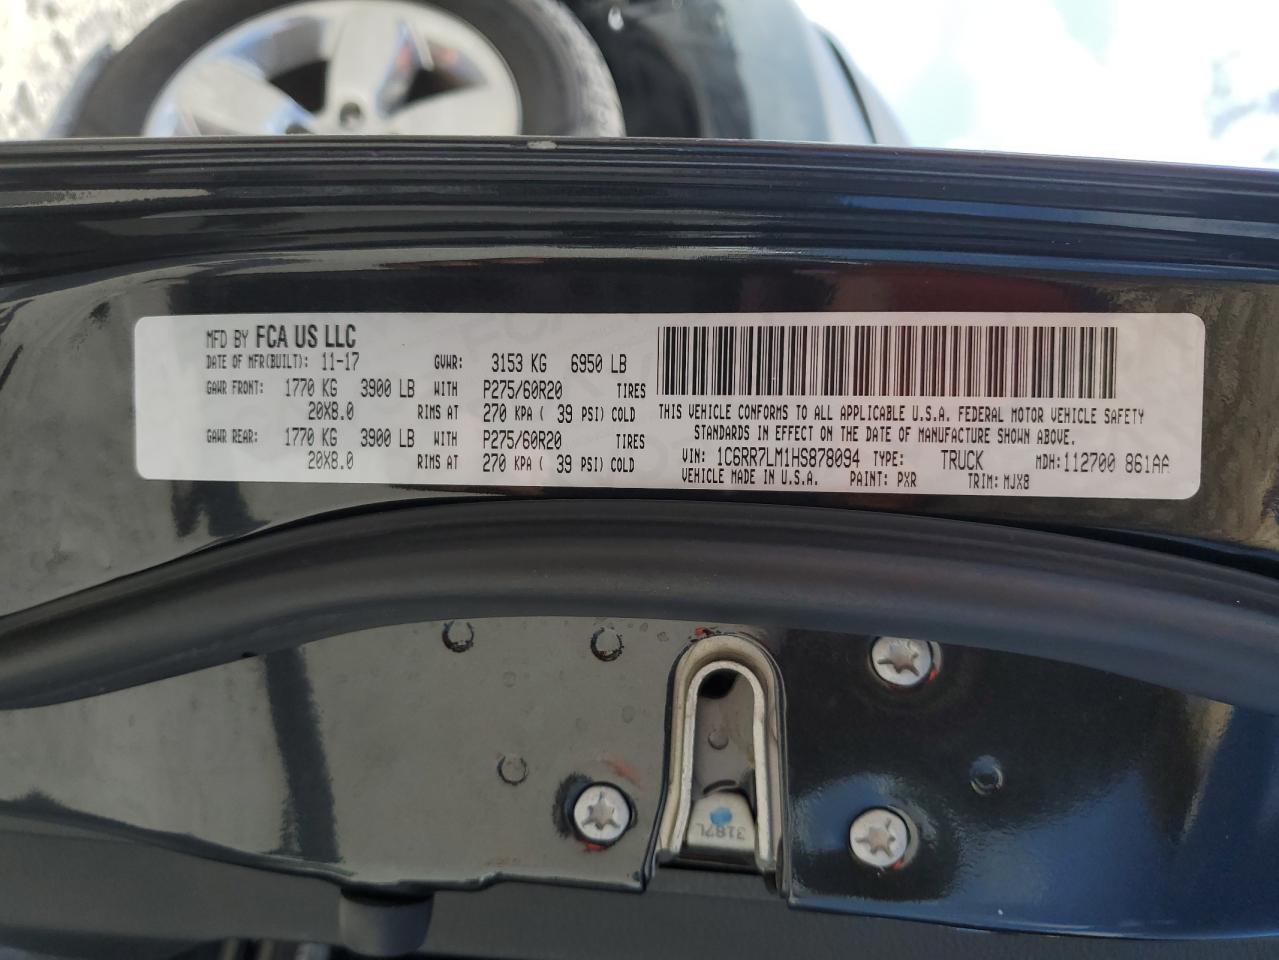 MFD BY FCA US LLC
DATE OF MFR(BUILT): 11-17 GVWR: 3153 KG 6950 LB
GAWR FRONT: 1770 KG 3900 LB WITH P275/60R20 TIRES
20X8.0 RIMS AT 270 KPA ( 39 PSI) COLD
GAWR REAR: 1770 KG 3900 LB WITH P275/60R20 TIRES
20X8.0 RIMS AT 270 KPA ( 39 PSI) COLD
THIS VEHICLE CONFORMS TO ALL APPLICABLE U.S.A. FEDERAL MOTOR VEHICLE SAFETY
STANDARDS IN EFFECT ON THE DATE OF MANUFACTURE SHOWN ABOVE.
VIN: 1C6RR7LM1HS878094 TYPE: TRUCK MDH:112700 861AA
VEHICLE MADE IN U.S.A. PAINT: PXR TRIM: MJX8
3187L